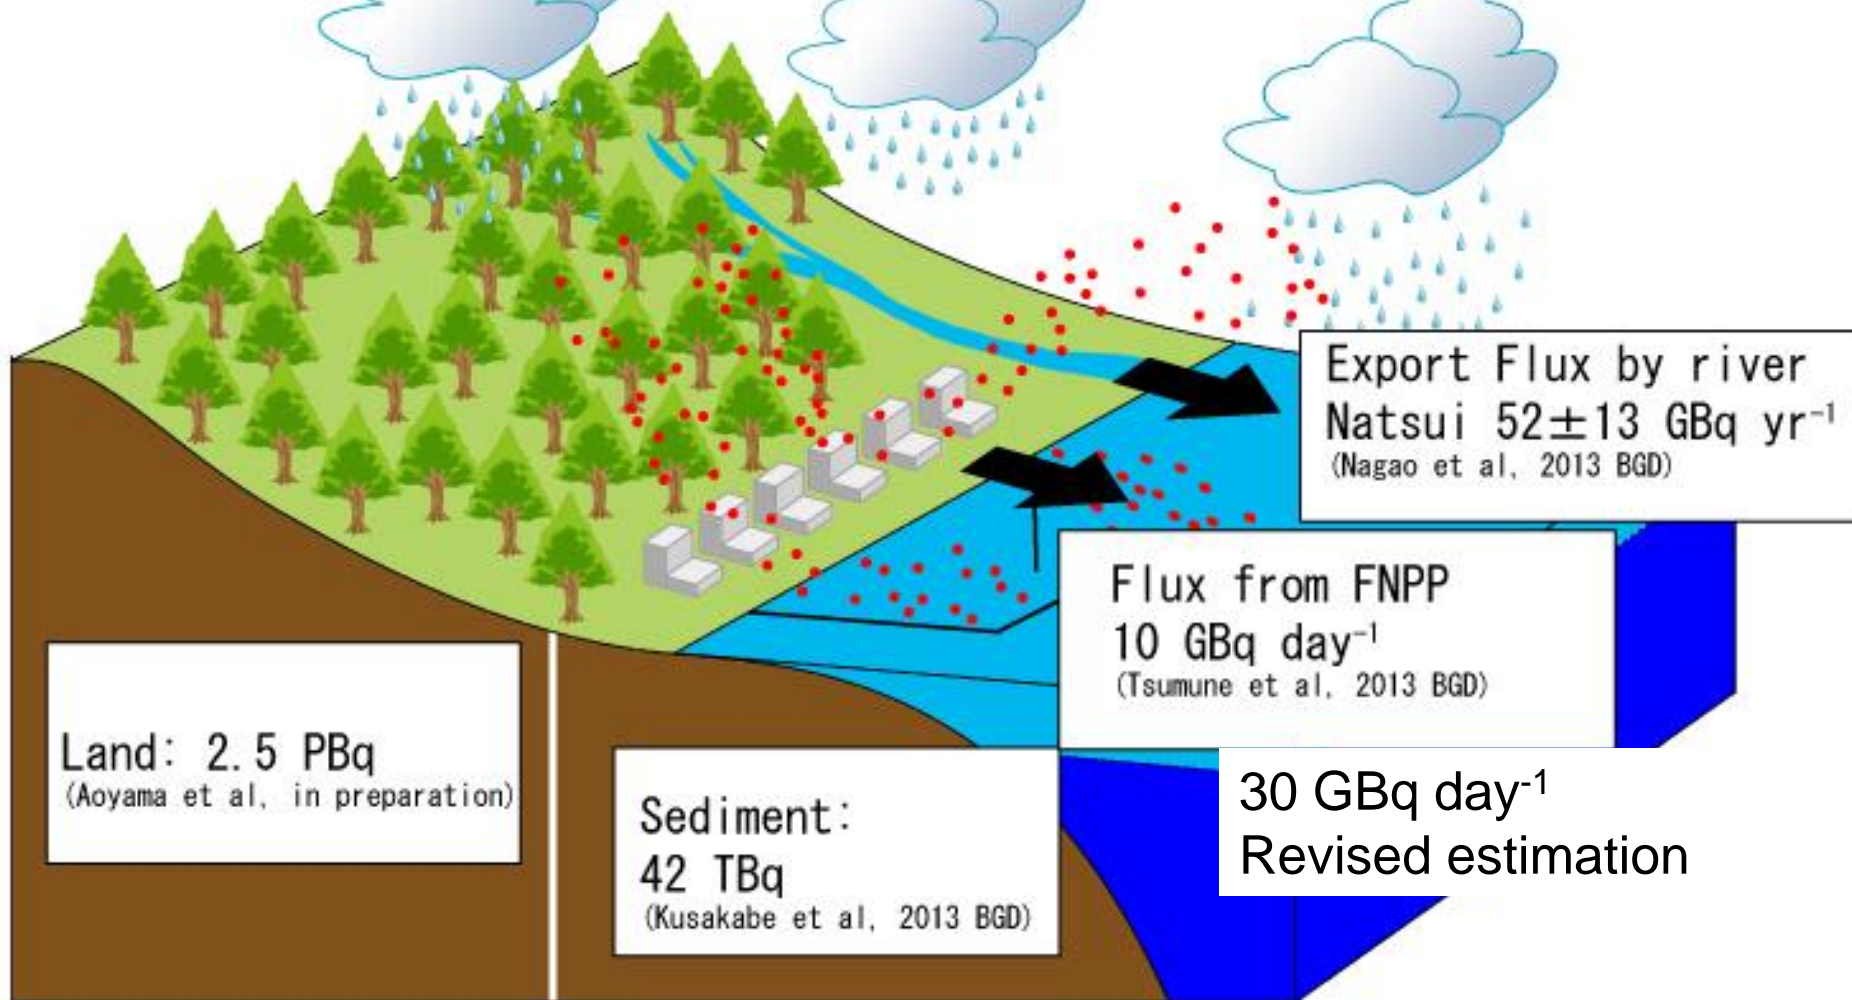 Export Flux by river
Natsui 52±13 GBq yr⁻¹
(Nagao et al, 2013 BGD)
Flux from FNPP
10 GBq day⁻¹
(Tsumune et al, 2013 BGD)
Land: 2.5 PBq
(Aoyama et al, in preparation)
Sediment:
42 TBq
(Kusakabe et al, 2013 BGD)
30 GBq day⁻¹
Revised estimation